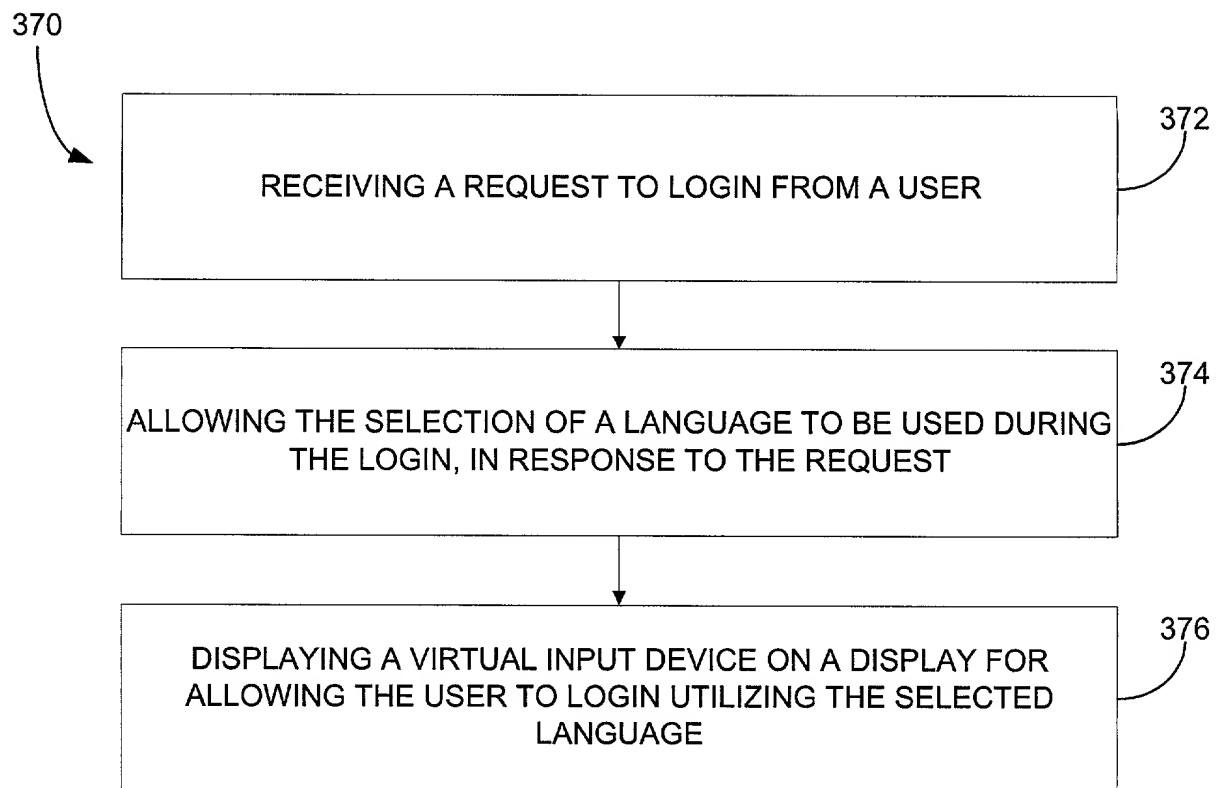 370
372
RECEIVING A REQUEST TO LOGIN FROM A USER
374
ALLOWING THE SELECTION OF A LANGUAGE TO BE USED DURING
THE LOGIN, IN RESPONSE TO THE REQUEST
376
DISPLAYING A VIRTUAL INPUT DEVICE ON A DISPLAY FOR
ALLOWING THE USER TO LOGIN UTILIZING THE SELECTED
LANGUAGE